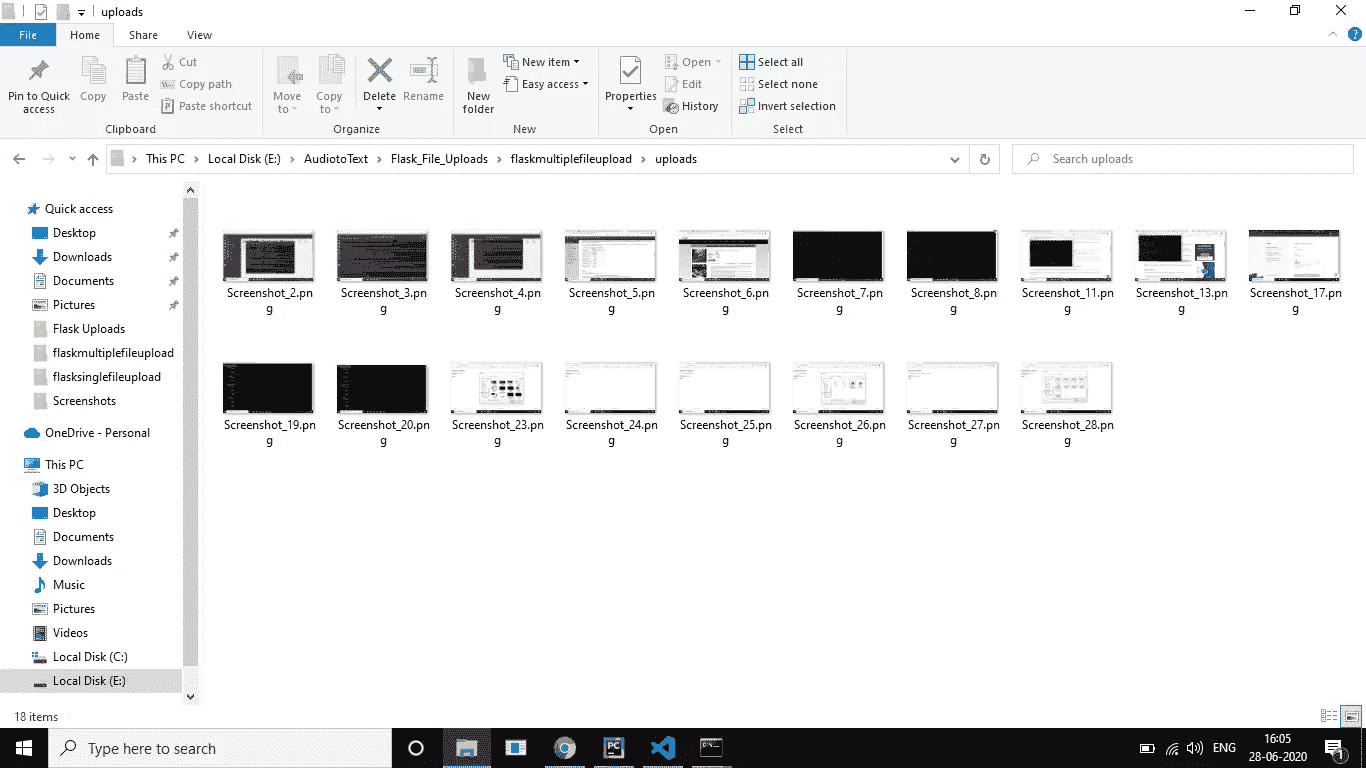 uploads
File Home Share View
Pin to Quick access
Copy
Paste
Cut
Copy path
Paste shortcut
Clipboard
Move to
Copy to
Delete
Rename
Organize
New folder
New item
Easy access
New
Properties
Open
Edit
History
Open
Select all
Select none
Invert selection
Select
This PC > Local Disk (E:) > AudiotoText > Flask_File_Uploads > flaskmultiplefileupload > uploads
Search uploads
Quick access
Desktop
Downloads
Documents
Pictures
Flask Uploads
flaskmultiplefileupload
flasksinglefileupload
Screenshots
OneDrive - Personal
This PC
3D Objects
Desktop
Documents
Downloads
Music
Pictures
Videos
Local Disk (C:)
Local Disk (E:)
Screenshot_2.png
Screenshot_3.png
Screenshot_4.png
Screenshot_5.png
Screenshot_6.png
Screenshot_7.png
Screenshot_8.png
Screenshot_11.png
Screenshot_13.png
Screenshot_17.png
Screenshot_19.png
Screenshot_20.png
Screenshot_23.png
Screenshot_24.png
Screenshot_25.png
Screenshot_26.png
Screenshot_27.png
Screenshot_28.png
18 items
Type here to search
PC
ENG
16:05
28-06-2020
1